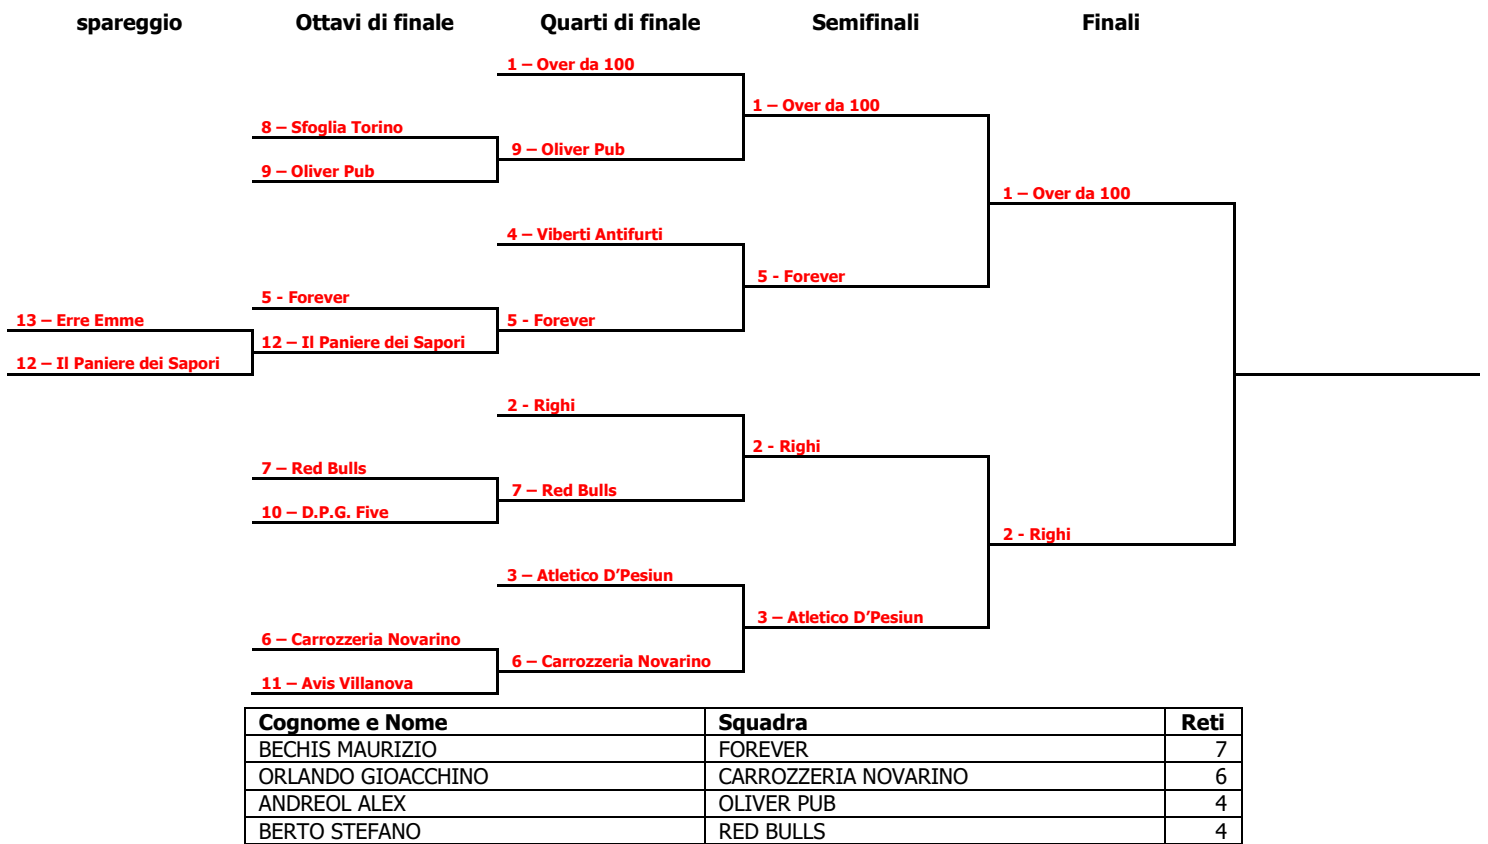 spareggio Ottavi di finale Quarti di finale Semifinali Finali
1 – Over da 100
1 – Over da 100
8 – Sfoglia Torino
9 – Oliver Pub
9 – Oliver Pub
1 – Over da 100
4 – Viberti Antifurti
5 - Forever
5 - Forever
13 – Erre Emme
5 - Forever
12 – Il Paniere dei Sapori
12 – Il Paniere dei Sapori
2 - Righi
2 - Righi
7 – Red Bulls
7 – Red Bulls
10 – D.P.G. Five
2 - Righi
3 – Atletico D’Pesiun
3 – Atletico D’Pesiun
6 – Carrozzeria Novarino
6 – Carrozzeria Novarino
11 – Avis Villanova
Cognome e Nome Squadra Reti
BECHIS MAURIZIO FOREVER 7
ORLANDO GIOACCHINO CARROZZERIA NOVARINO 6
ANDREOL ALEX OLIVER PUB 4
BERTO STEFANO RED BULLS 4